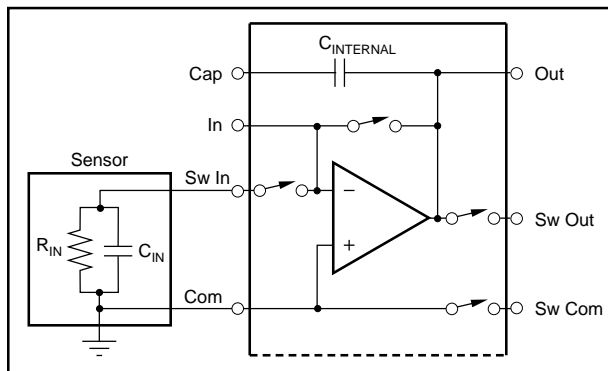 C_INTERNAL
Cap
Out
In
Sensor
Sw In
R_IN
C_IN
−
+
Sw Out
Com
Sw Com